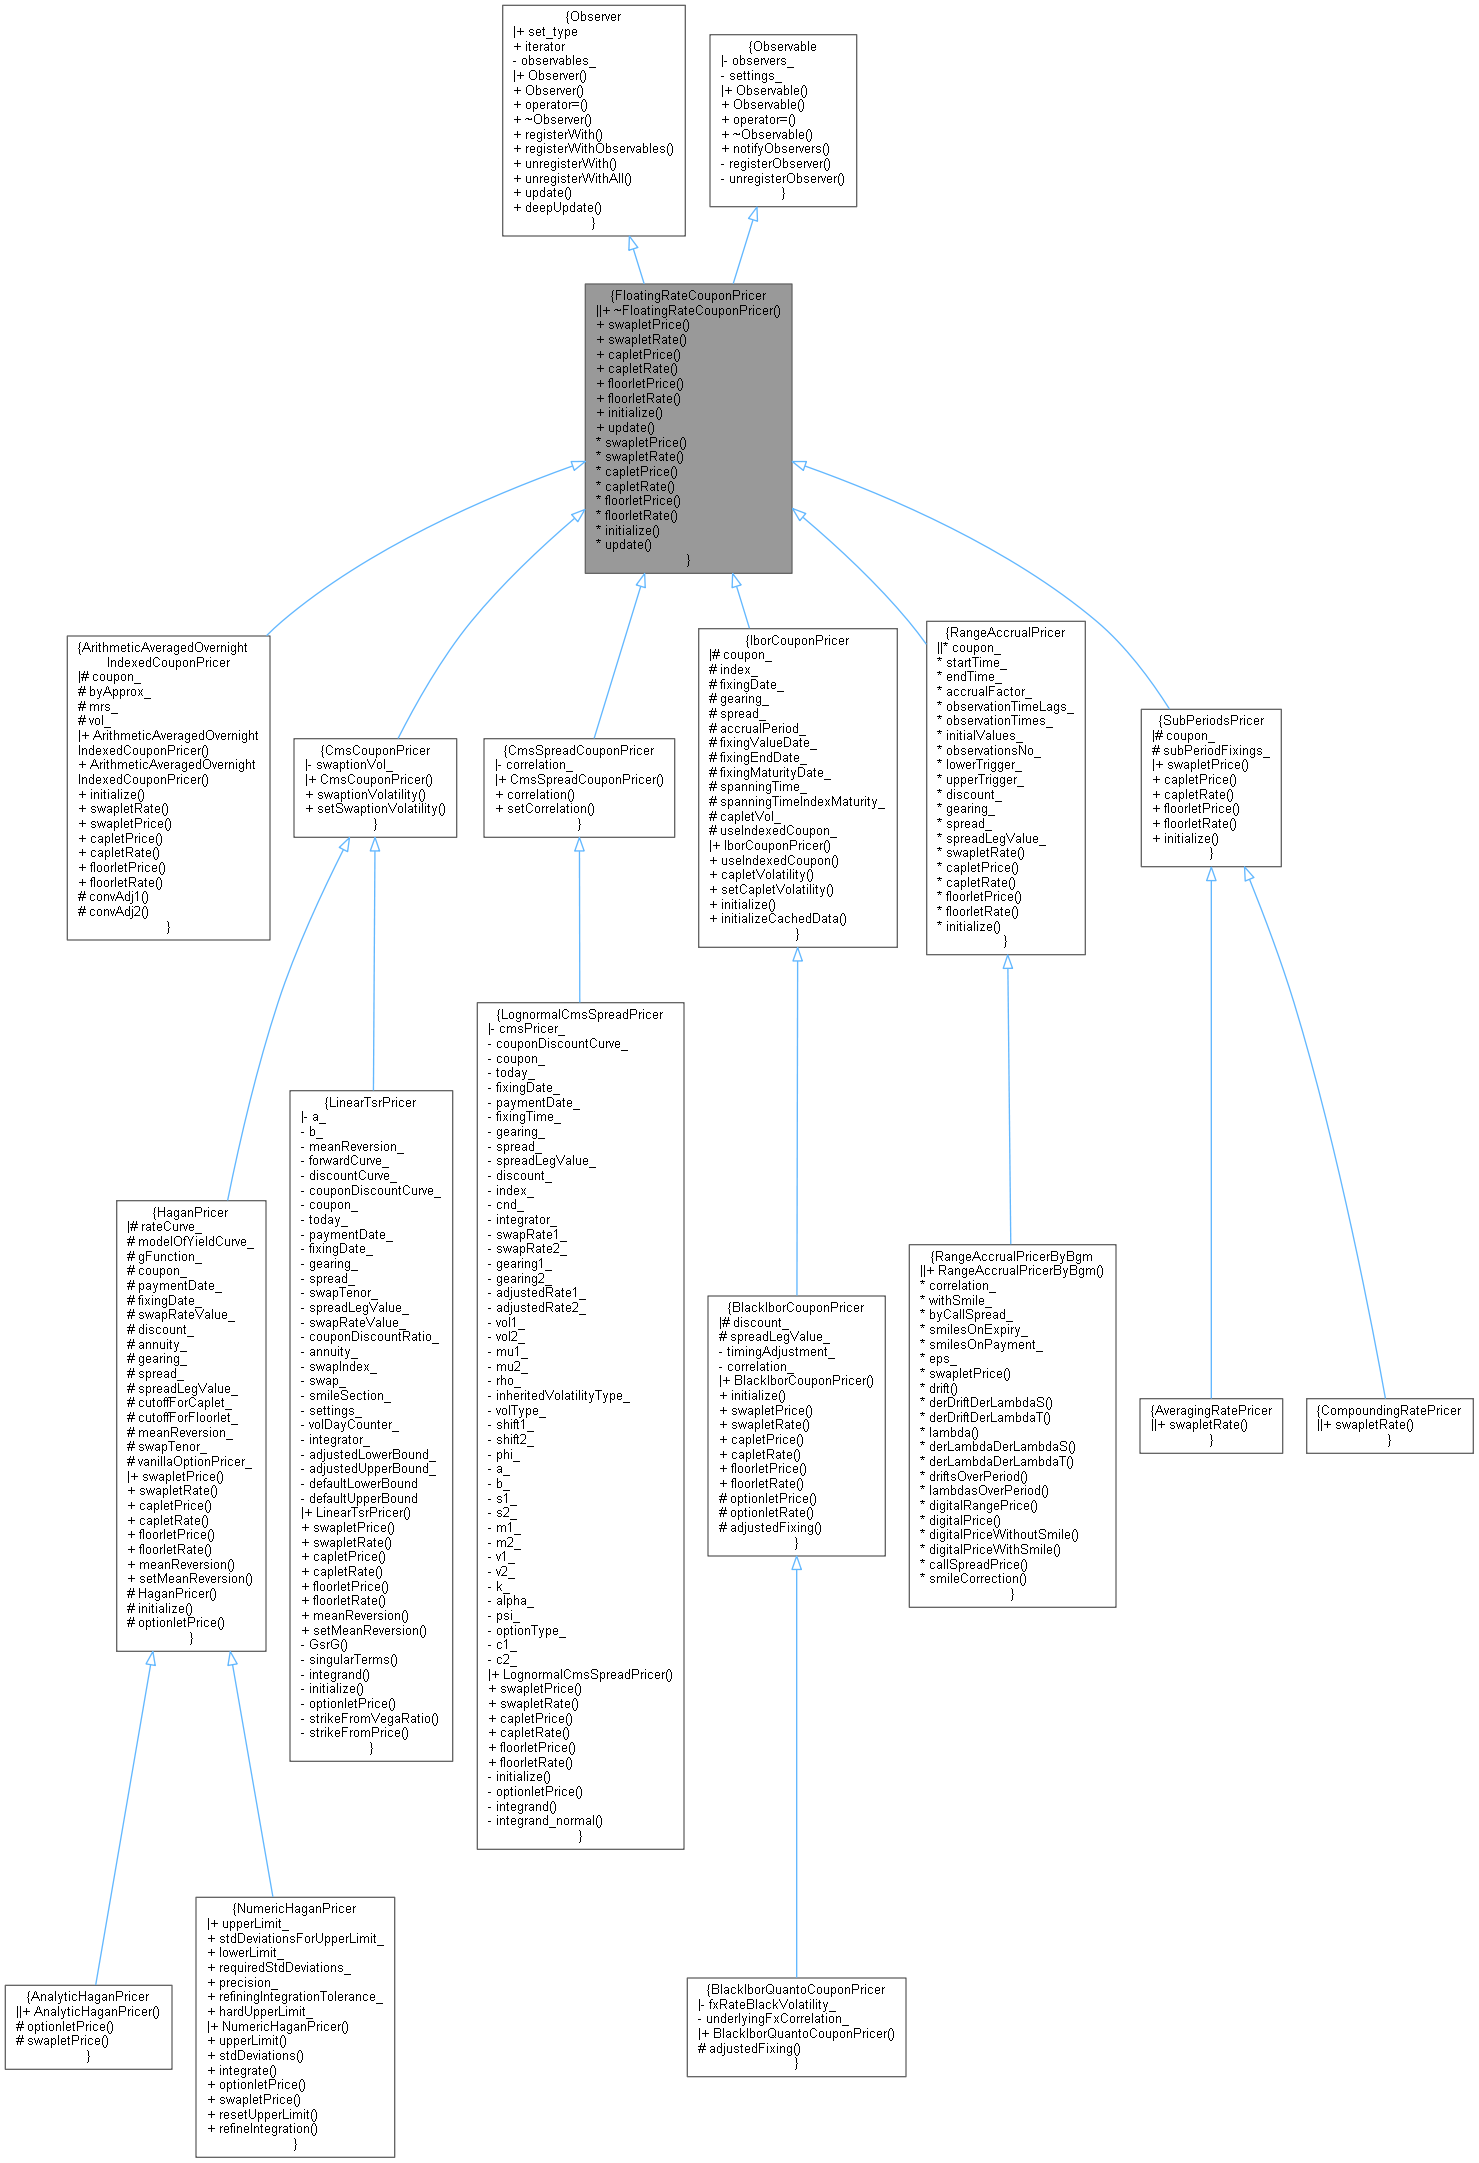 {Observer
|+ set_type
+ iterator
- observables_
|+ Observer()
+ Observer()
+ operator=()
+ ~Observer()
+ registerWith()
+ registerWithObservables()
+ unregisterWith()
+ unregisterWithAll()
+ update()
+ deepUpdate()
}
{Observable
|- observers_
- settings_
|+ Observable()
+ Observable()
+ operator=()
+ ~Observable()
+ notifyObservers()
- registerObserver()
- unregisterObserver()
}
{FloatingRateCouponPricer
||+ ~FloatingRateCouponPricer()
+ swapletPrice()
+ swapletRate()
+ capletPrice()
+ capletRate()
+ floorletPrice()
+ floorletRate()
+ initialize()
+ update()
* swapletPrice()
* swapletRate()
* capletPrice()
* capletRate()
* floorletPrice()
* floorletRate()
* initialize()
* update()
}
{ArithmeticAveragedOvernight
IndexedCouponPricer
|# coupon_
# byApprox_
# mrs_
# vol_
|+ ArithmeticAveragedOvernight
IndexedCouponPricer()
+ ArithmeticAveragedOvernight
IndexedCouponPricer()
+ initialize()
+ swapletRate()
+ swapletPrice()
+ capletPrice()
+ capletRate()
+ floorletPrice()
+ floorletRate()
# convAdj1()
# convAdj2()
}
{CmsCouponPricer
|- swaptionVol_
|+ CmsCouponPricer()
+ swaptionVolatility()
+ setSwaptionVolatility()
}
{CmsSpreadCouponPricer
|- correlation_
|+ CmsSpreadCouponPricer()
+ correlation()
+ setCorrelation()
}
{IborCouponPricer
|# coupon_
# index_
# fixingDate_
# gearing_
# spread_
# accrualPeriod_
# fixingValueDate_
# fixingEndDate_
# fixingMaturityDate_
# spanningTime_
# spanningTimeIndexMaturity_
# capletVol_
# useIndexedCoupon_
|+ IborCouponPricer()
+ useIndexedCoupon()
+ capletVolatility()
+ setCapletVolatility()
+ initialize()
+ initializeCachedData()
}
{RangeAccrualPricer
||* coupon_
* startTime_
* endTime_
* accrualFactor_
* observationTimeLags_
* observationTimes_
* initialValues_
* observationsNo_
* lowerTrigger_
* upperTrigger_
* discount_
* gearing_
* spread_
* spreadLegValue_
* swapletRate()
* capletPrice()
* capletRate()
* floorletPrice()
* floorletRate()
* initialize()
}
{SubPeriodsPricer
|# coupon_
# subPeriodFixings_
|+ swapletPrice()
+ capletPrice()
+ capletRate()
+ floorletPrice()
+ floorletRate()
+ initialize()
}
{HaganPricer
|# rateCurve_
# modelOfYieldCurve_
# gFunction_
# coupon_
# paymentDate_
# fixingDate_
# swapRateValue_
# discount_
# annuity_
# gearing_
# spread_
# spreadLegValue_
# cutoffForCaplet_
# cutoffForFloorlet_
# meanReversion_
# swapTenor_
# vanillaOptionPricer_
|+ swapletPrice()
+ swapletRate()
+ capletPrice()
+ capletRate()
+ floorletPrice()
+ floorletRate()
+ meanReversion()
+ setMeanReversion()
# HaganPricer()
# initialize()
# optionletPrice()
}
{LinearTsrPricer
|- a_
- b_
- meanReversion_
- forwardCurve_
- discountCurve_
- couponDiscountCurve_
- coupon_
- today_
- paymentDate_
- fixingDate_
- gearing_
- spread_
- swapTenor_
- spreadLegValue_
- swapRateValue_
- couponDiscountRatio_
- annuity_
- swapIndex_
- swap_
- smileSection_
- settings_
- volDayCounter_
- integrator_
- adjustedLowerBound_
- adjustedUpperBound_
- defaultLowerBound
- defaultUpperBound
|+ LinearTsrPricer()
+ swapletPrice()
+ swapletRate()
+ capletPrice()
+ capletRate()
+ floorletPrice()
+ floorletRate()
+ meanReversion()
+ setMeanReversion()
- GsrG()
- singularTerms()
- integrand()
- initialize()
- optionletPrice()
- strikeFromVegaRatio()
- strikeFromPrice()
}
{LognormalCmsSpreadPricer
|- cmsPricer_
- couponDiscountCurve_
- coupon_
- today_
- fixingDate_
- paymentDate_
- fixingTime_
- gearing_
- spread_
- spreadLegValue_
- discount_
- index_
- cnd_
- integrator_
- swapRate1_
- swapRate2_
- gearing1_
- gearing2_
- adjustedRate1_
- adjustedRate2_
- vol1_
- vol2_
- mu1_
- mu2_
- rho_
- inheritedVolatilityType_
- volType_
- shift1_
- shift2_
- phi_
- a_
- b_
- s1_
- s2_
- m1_
- m2_
- v1_
- v2_
- k_
- alpha_
- psi_
- optionType_
- c1_
- c2_
|+ LognormalCmsSpreadPricer()
+ swapletPrice()
+ swapletRate()
+ capletPrice()
+ capletRate()
+ floorletPrice()
+ floorletRate()
- initialize()
- optionletPrice()
- integrand()
- integrand_normal()
}
{BlackIborCouponPricer
|# discount_
# spreadLegValue_
- timingAdjustment_
- correlation_
|+ BlackIborCouponPricer()
+ initialize()
+ swapletPrice()
+ swapletRate()
+ capletPrice()
+ capletRate()
+ floorletPrice()
+ floorletRate()
# optionletPrice()
# optionletRate()
# adjustedFixing()
}
{RangeAccrualPricerByBgm
||+ RangeAccrualPricerByBgm()
* correlation_
* withSmile_
* byCallSpread_
* smilesOnExpiry_
* smilesOnPayment_
* eps_
* swapletPrice()
* drift()
* derDriftDerLambdaS()
* derDriftDerLambdaT()
* lambda()
* derLambdaDerLambdaS()
* derLambdaDerLambdaT()
* driftsOverPeriod()
* lambdasOverPeriod()
* digitalRangePrice()
* digitalPrice()
* digitalPriceWithoutSmile()
* digitalPriceWithSmile()
* callSpreadPrice()
* smileCorrection()
}
{AveragingRatePricer
||+ swapletRate()
}
{CompoundingRatePricer
||+ swapletRate()
}
{AnalyticHaganPricer
||+ AnalyticHaganPricer()
# optionletPrice()
# swapletPrice()
}
{NumericHaganPricer
|+ upperLimit_
+ stdDeviationsForUpperLimit_
+ lowerLimit_
+ requiredStdDeviations_
+ precision_
+ refiningIntegrationTolerance_
+ hardUpperLimit_
|+ NumericHaganPricer()
+ upperLimit()
+ stdDeviations()
+ integrate()
+ optionletPrice()
+ swapletPrice()
+ resetUpperLimit()
+ refineIntegration()
}
{BlackIborQuantoCouponPricer
|- fxRateBlackVolatility_
- underlyingFxCorrelation_
|+ BlackIborQuantoCouponPricer()
# adjustedFixing()
}